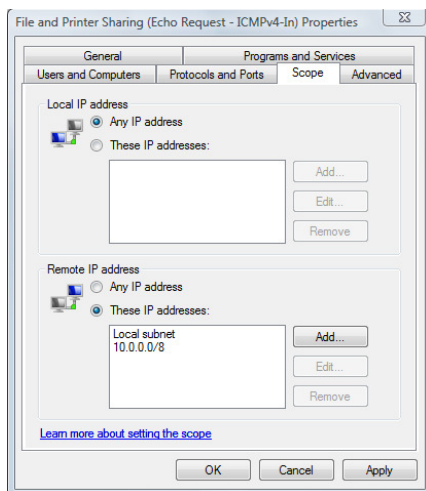 File and Printer Sharing (Echo Request - ICMPv4-In) Properties
General
Programs and Services
Users and Computers
Protocols and Ports
Scope
Advanced
Local IP address
Any IP address
These IP addresses:
Add...
Edit...
Remove
Remote IP address
Any IP address
These IP addresses:
Local subnet
10.0.0.0/8
Add...
Edit...
Remove
Learn more about setting the scope
OK
Cancel
Apply